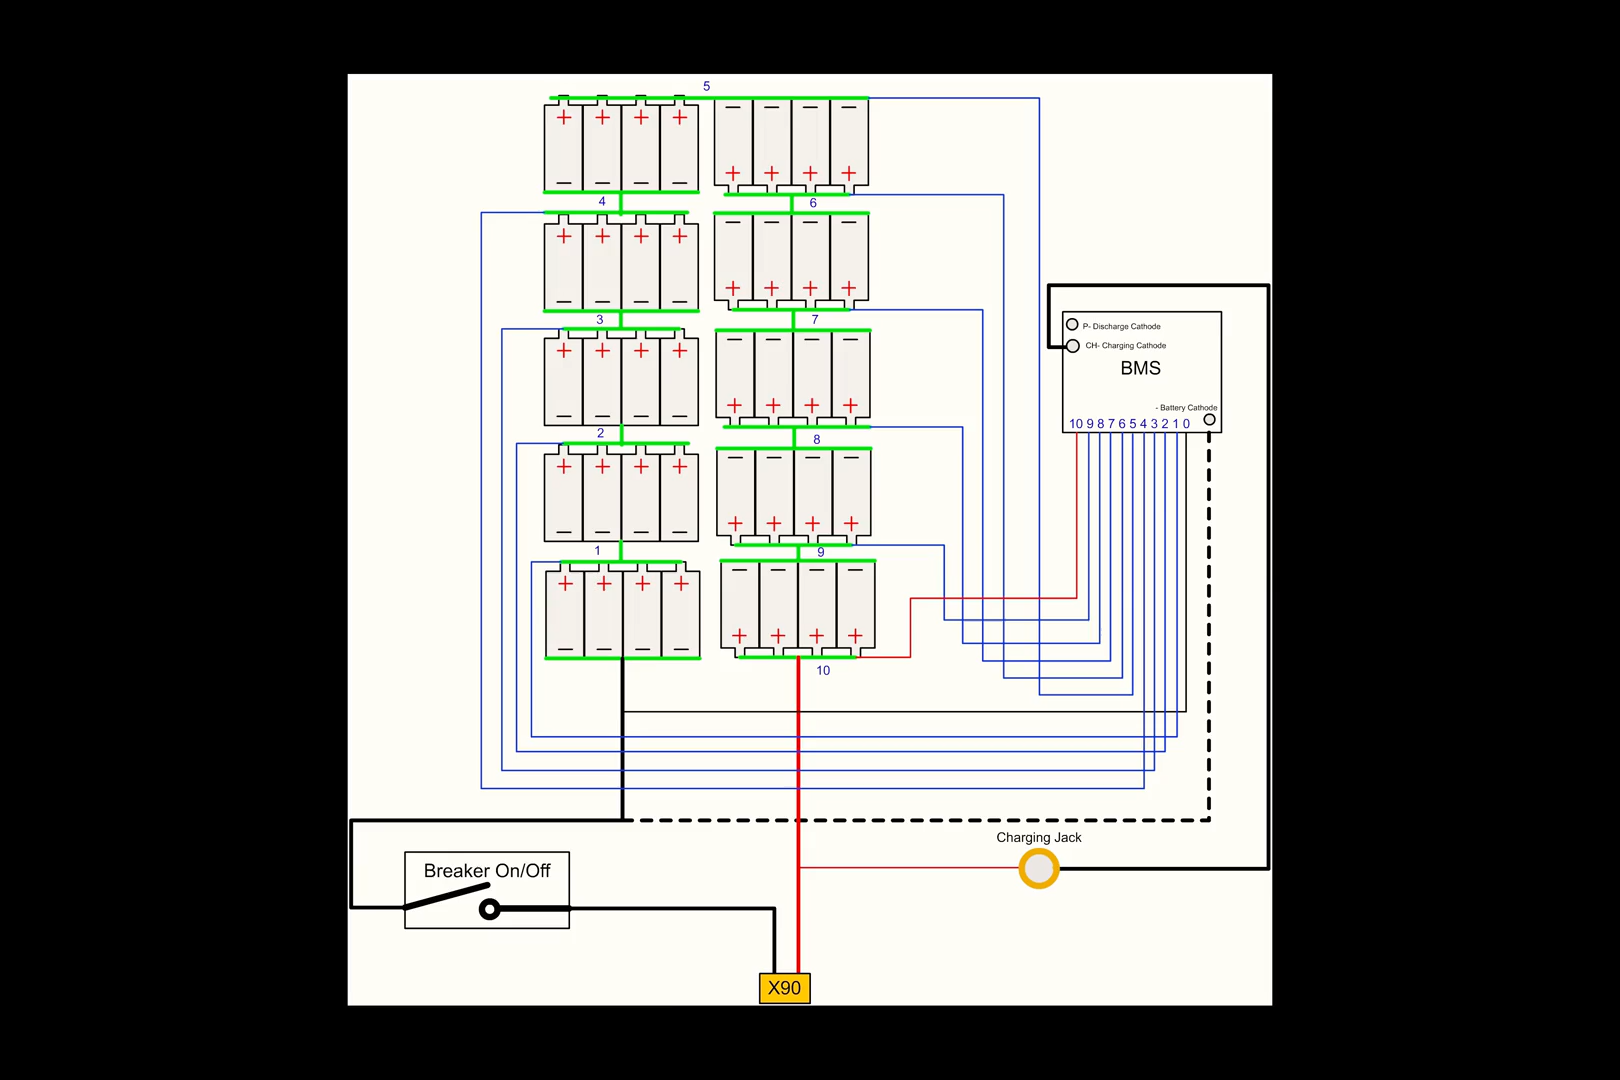 5
+ + + + − − − −
− − − − + + + +
4 6
+ + + + − − − −
− − − − + + + +
3 7
+ + + + − − − −
− − − − + + + +
2 8
+ + + + − − − −
− − − − + + + +
1 9
+ + + + − − − −
− − − − + + + +
10
P- Discharge Cathode
CH- Charging Cathode
BMS
- Battery Cathode
10 9 8 7 6 5 4 3 2 1 0
Charging Jack
Breaker On/Off
X90